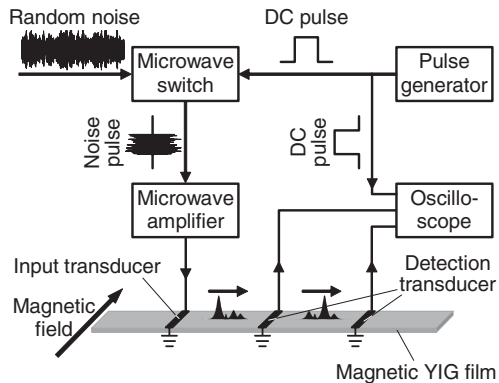 Random noise
DC pulse
Microwave
switch
Pulse
generator
Noise
pulse
DC
pulse
Microwave
amplifier
Oscillo-
scope
Input transducer
Detection
transducer
Magnetic
field
Magnetic YIG film